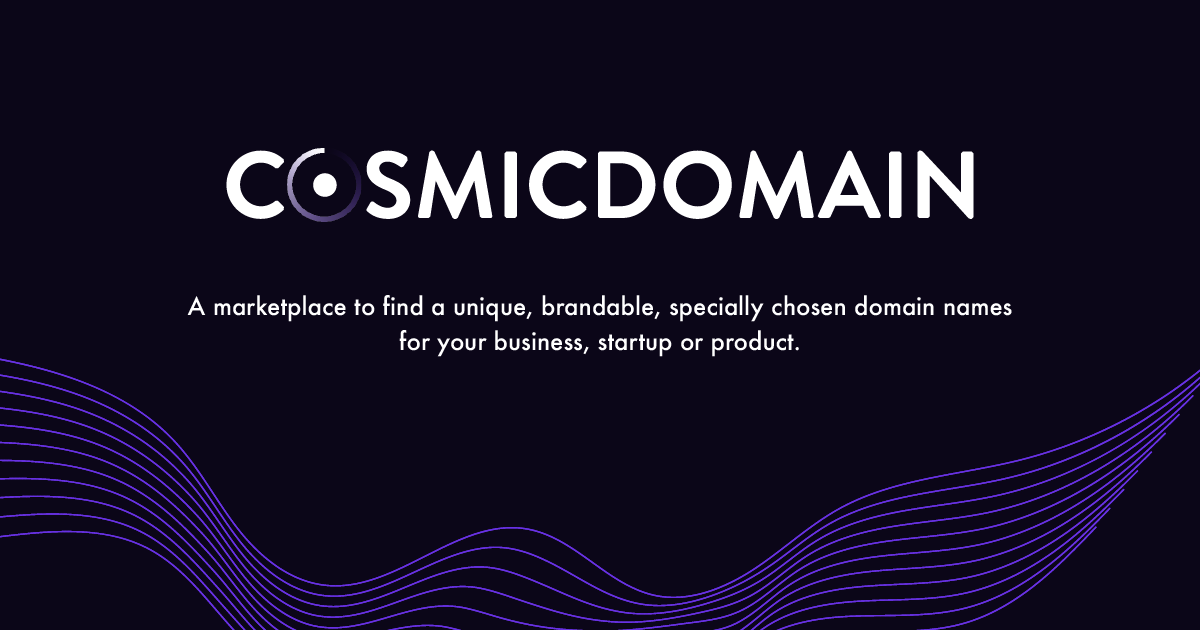 COSMICDOMAIN
A marketplace to find a unique, brandable, specially chosen domain names
for your business, startup or product.